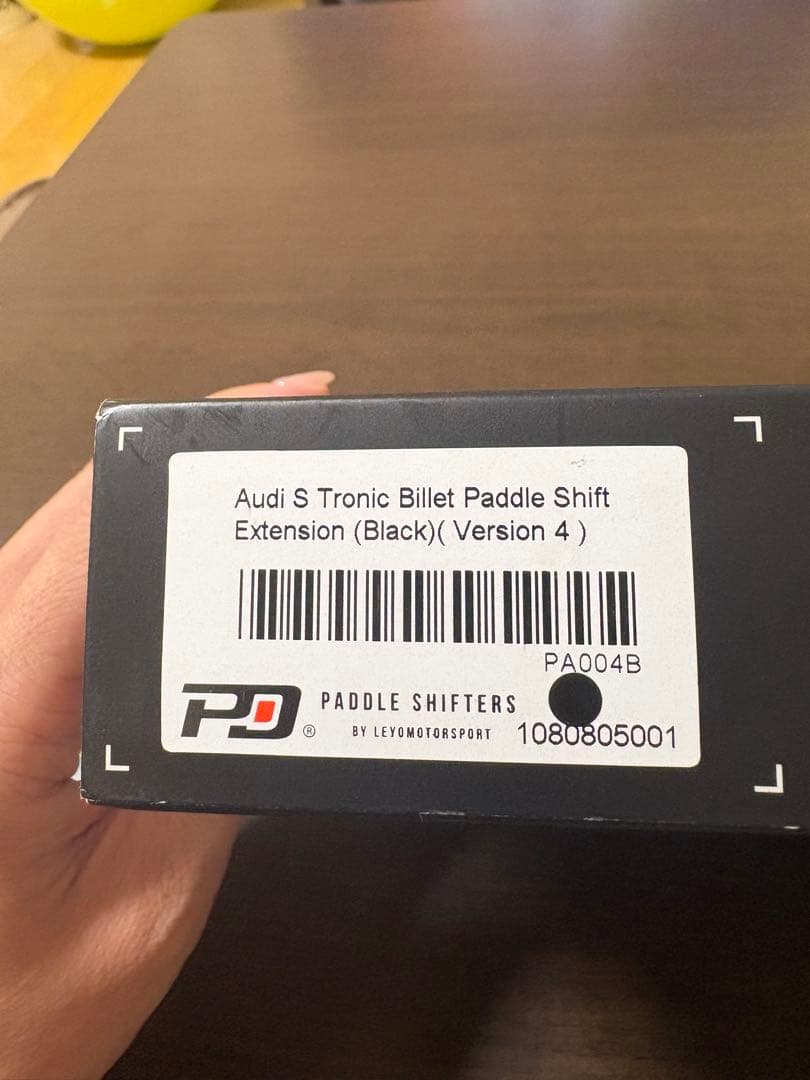 Audi S Tronic Billet Paddle Shift
Extension (Black)( Version 4 )
PA004B
PD ® PADDLE SHIFTERS
BY LEYOMOTORSPORT
1080805001